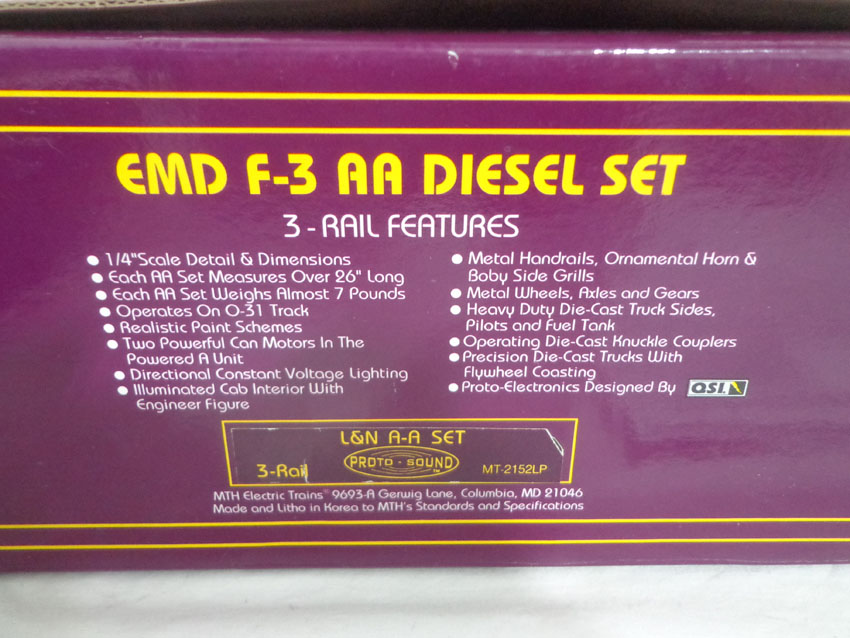 EMD F-3 AA DIESEL SET
3-RAIL FEATURES
• 1/4"Scale Detail & Dimensions
• Each AA Set Measures Over 26" Long
• Each AA Set Weighs Almost 7 Pounds
• Operates On O-31 Track
• Realistic Paint Schemes
• Two Powerful Can Motors In The
Powered A Unit
• Directional Constant Voltage Lighting
• Illuminated Cab Interior With
Engineer Figure
• Metal Handrails, Ornamental Horn &
Boby Side Grills
• Metal Wheels, Axles and Gears
• Heavy Duty Die-Cast Truck Sides,
Pilots and Fuel Tank
• Operating Die-Cast Knuckle Couplers
• Precision Die-Cast Trucks With
Flywheel Coasting
• Proto-Electronics Designed By QSI
L&N A-A SET
3-Rail PROTO-SOUND™ MT-2152LP
MTH Electric Trains™ 9693-A Gerwig Lane, Columbia, MD 21046
Made and Litho in Korea to MTH's Standards and Specifications